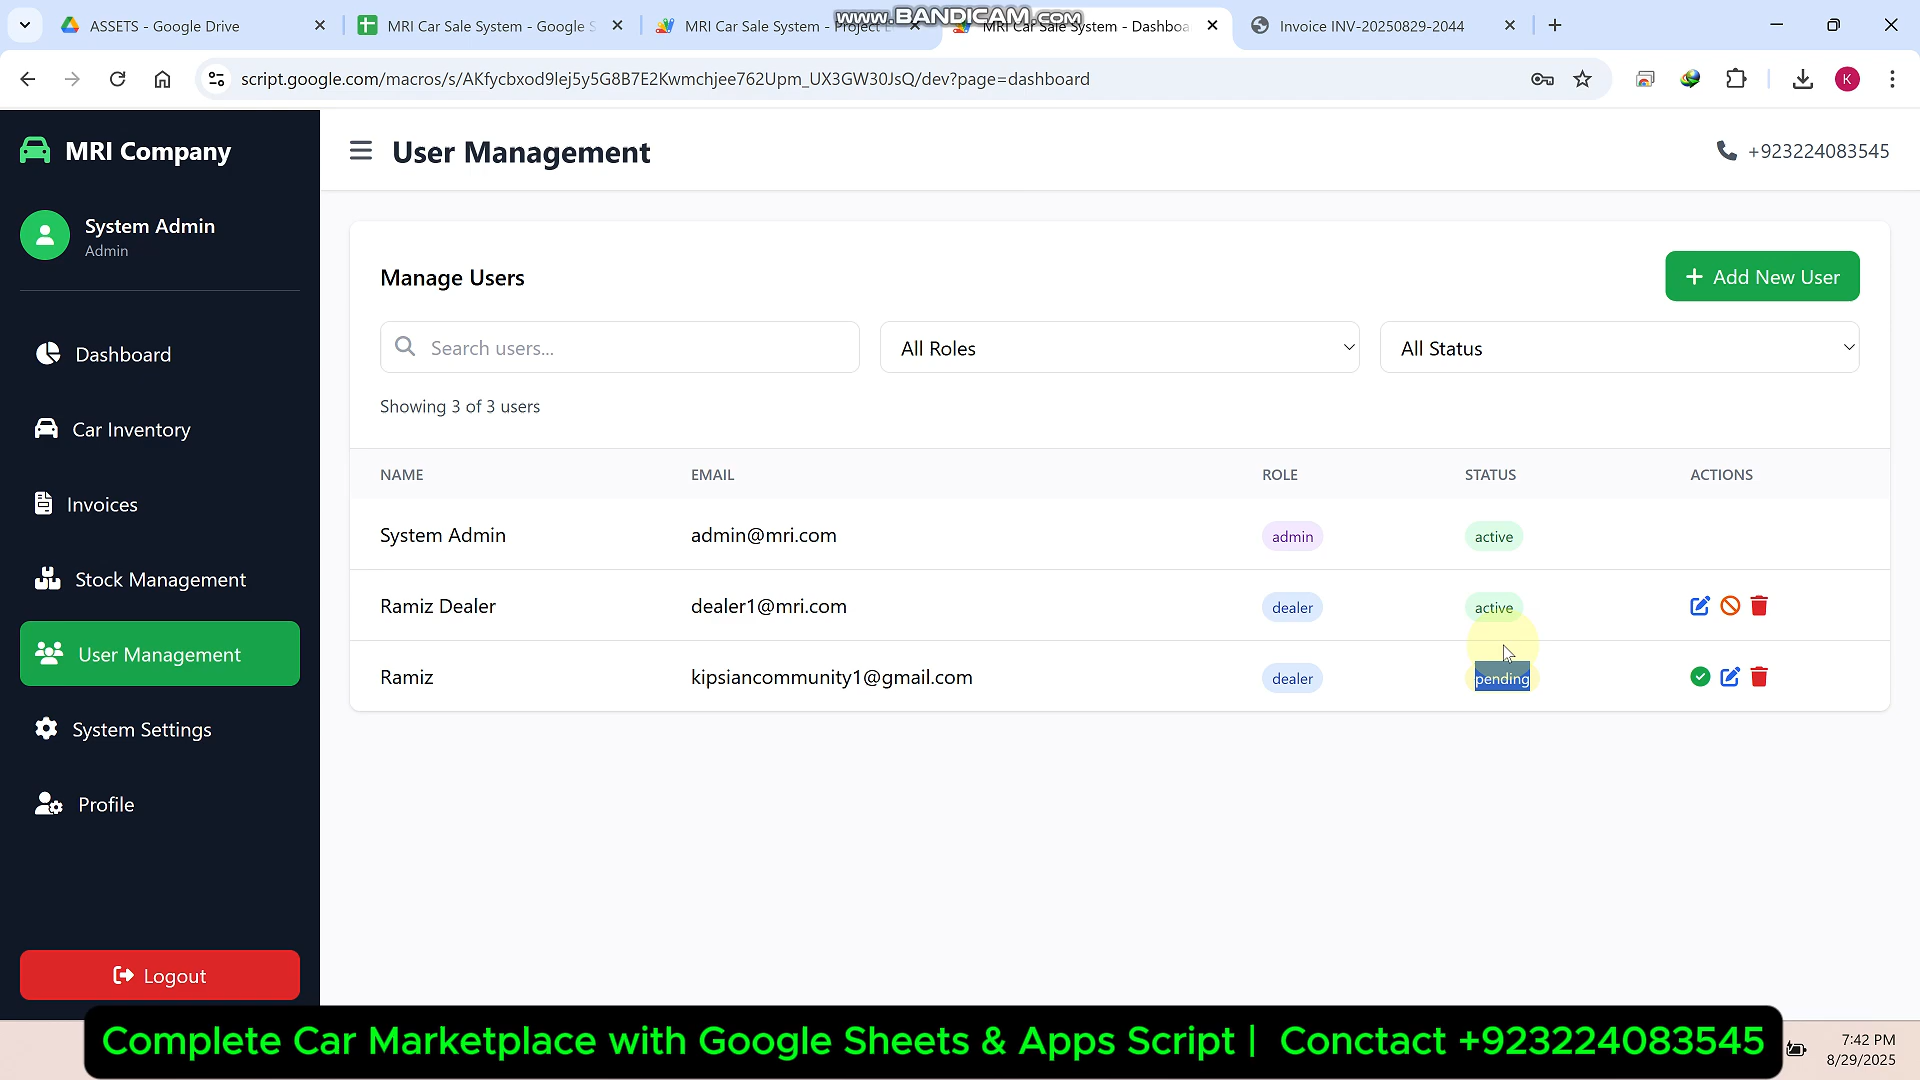 ASSETS - Google Drive
MRI Car Sale System - Google S
MRI Car Sale System - Project E
MRI Car Sale System - Dashboa
Invoice INV-20250829-2044
www.BANDICAM.com
script.google.com/macros/s/AKfycbxod9lej5y5G8B7E2Kwmchjee762Upm_UX3GW30JsQ/dev?page=dashboard
K
MRI Company
User Management
+923224083545
System Admin
Admin
Manage Users
Add New User
Dashboard
Search users...
All Roles
All Status
Showing 3 of 3 users
Car Inventory
NAME EMAIL ROLE STATUS ACTIONS
Invoices
System Admin admin@mri.com admin active
Stock Management
Ramiz Dealer dealer1@mri.com dealer active
User Management
Ramiz kipsiancommunity1@gmail.com dealer pending
System Settings
Profile
Logout
Complete Car Marketplace with Google Sheets & Apps Script | Conctact +923224083545
7:42 PM
8/29/2025